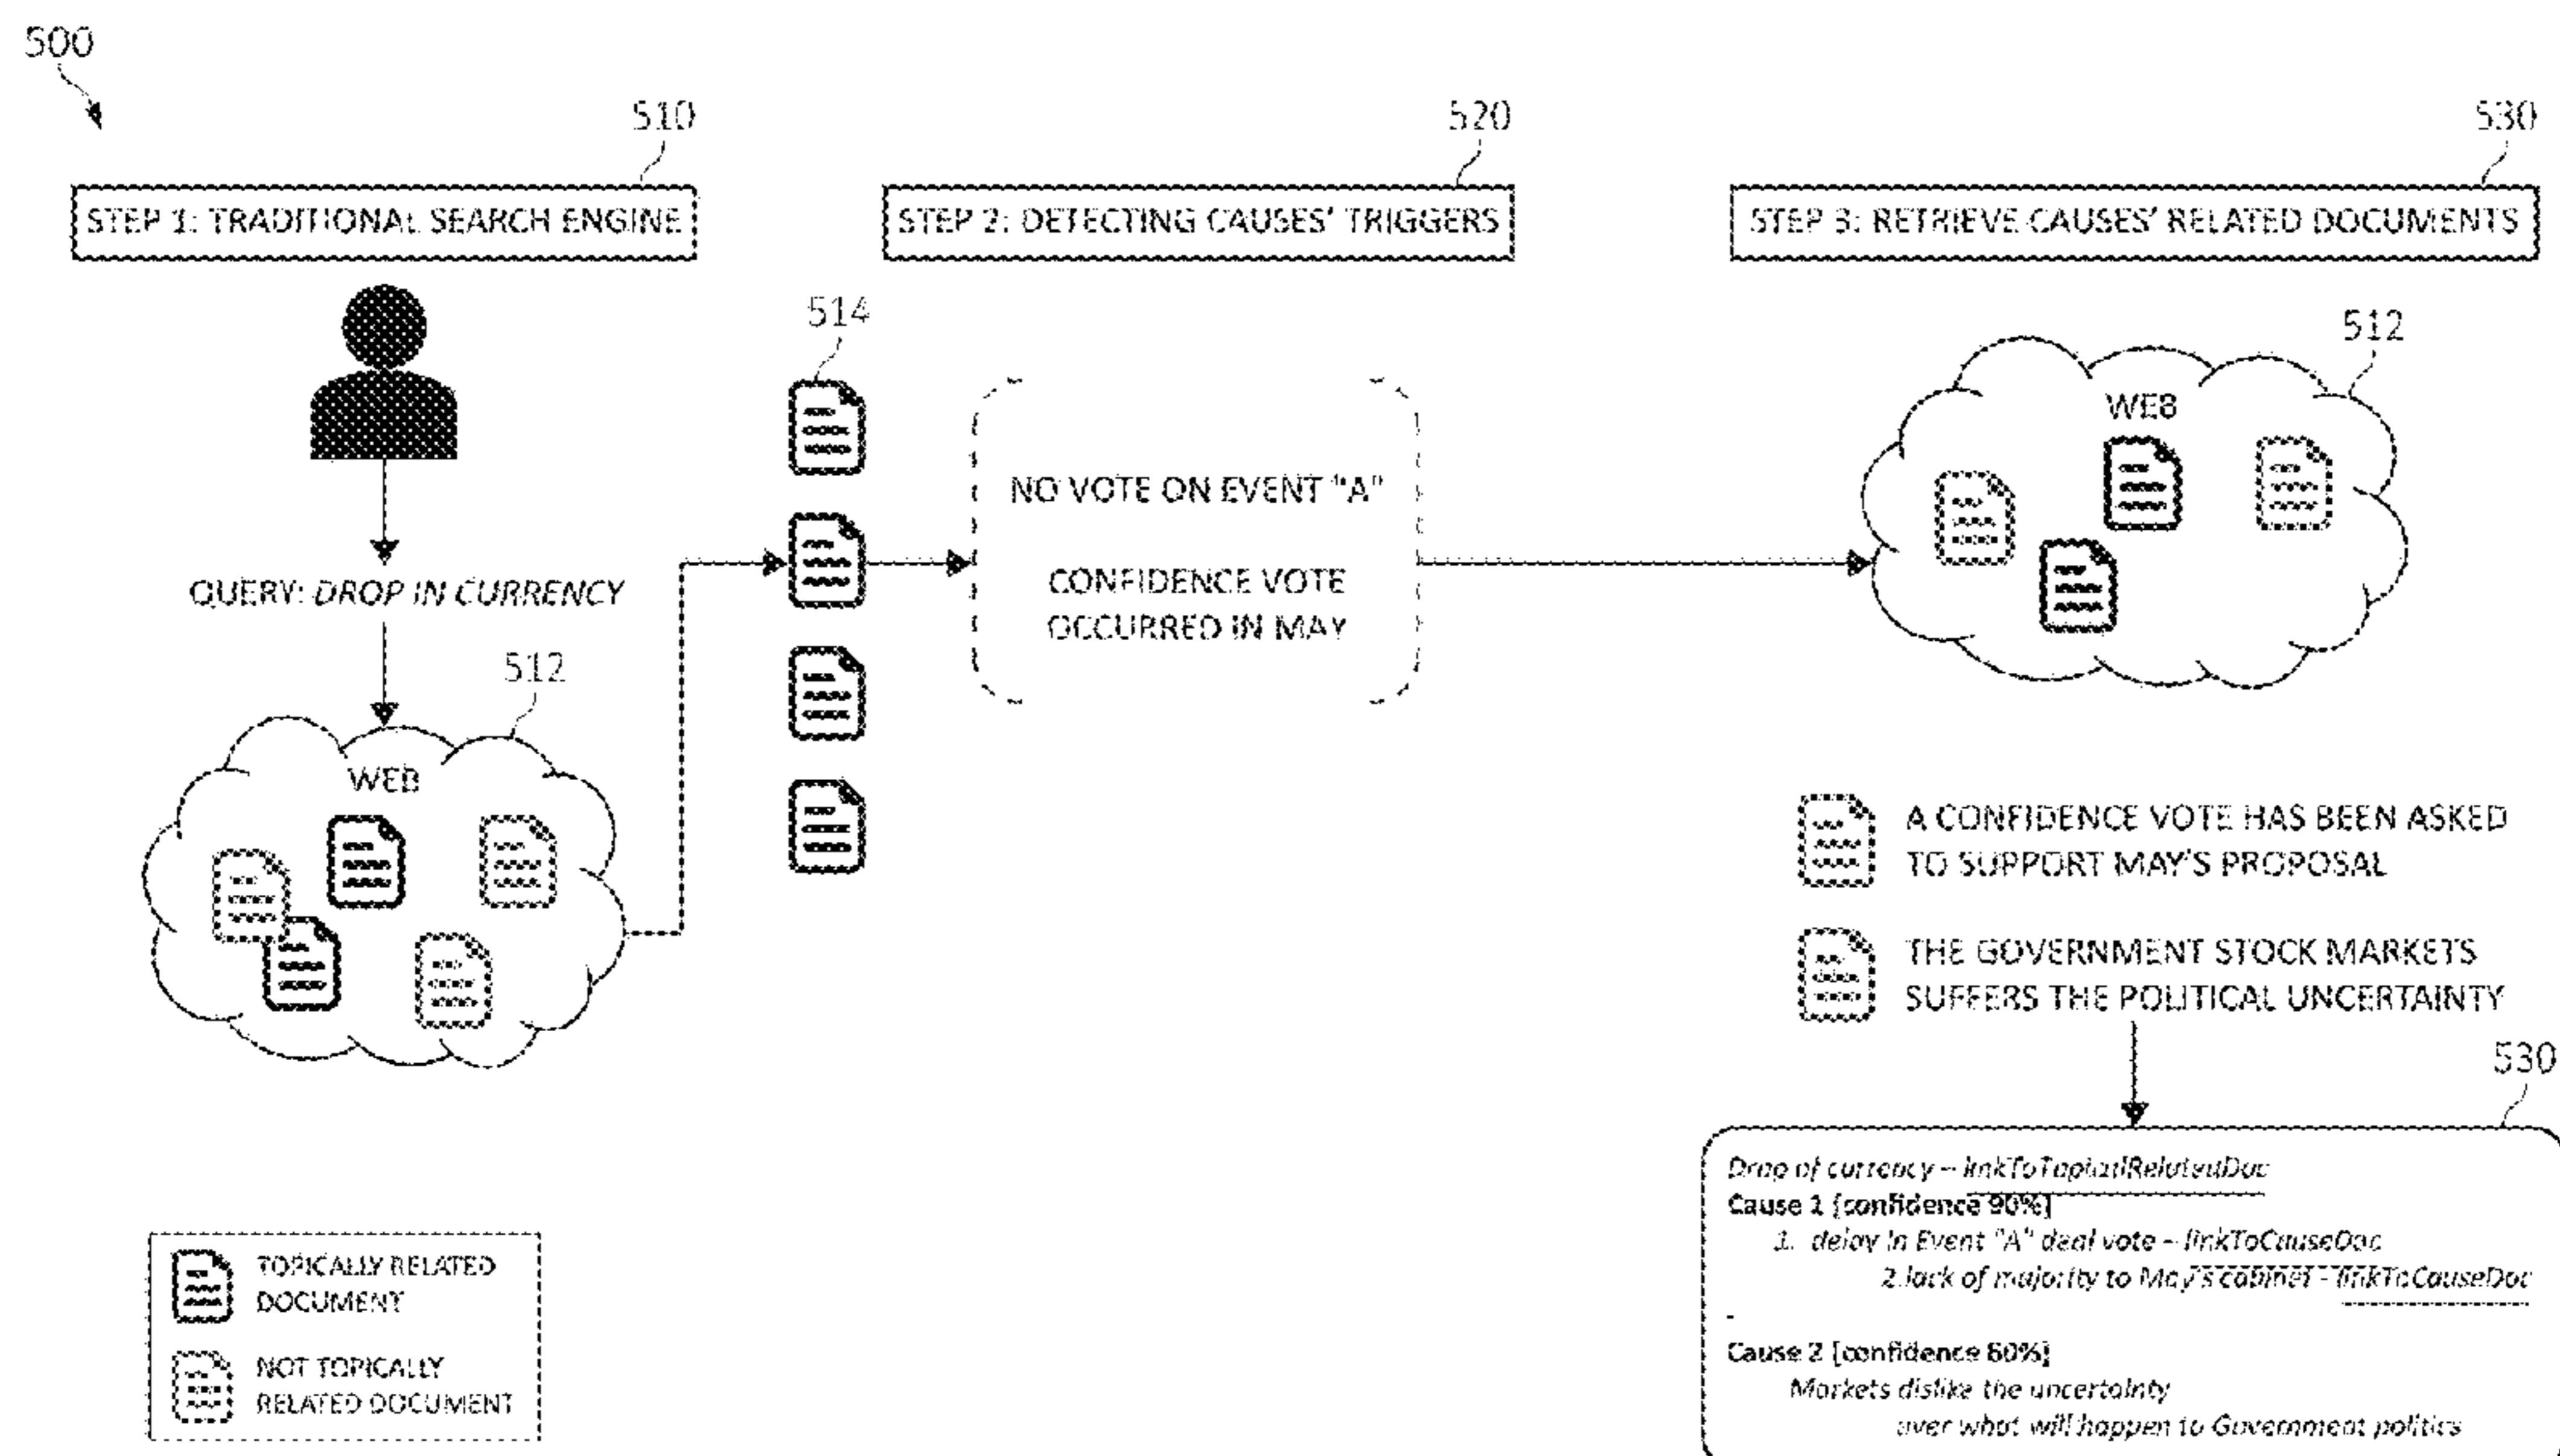 500
510
520
530
STEP 1: TRADITIONAL SEARCH ENGINE
STEP 2: DETECTING CAUSES' TRIGGERS
STEP 3: RETRIEVE CAUSES' RELATED DOCUMENTS
QUERY: DROP IN CURRENCY
512
WEB
514
NO VOTE ON EVENT "A"
CONFIDENCE VOTE
OCCURRED IN MAY
512
WEB
A CONFIDENCE VOTE HAS BEEN ASKED
TO SUPPORT MAY'S PROPOSAL
THE GOVERNMENT STOCK MARKETS
SUFFERS THE POLITICAL UNCERTAINTY
530
Drop of currency –
Cause 1 [confidence 90%]
1. delay in Event "A" deal vote – linkToCauseDoc
2.lack of majority to May's cabinet - linkToCauseDoc
-
Cause 2 [confidence 60%]
Markets dislike the uncertainty
over what will happen to Government politics
TOPICALLY RELATED
DOCUMENT
NOT TOPICALLY
RELATED DOCUMENT